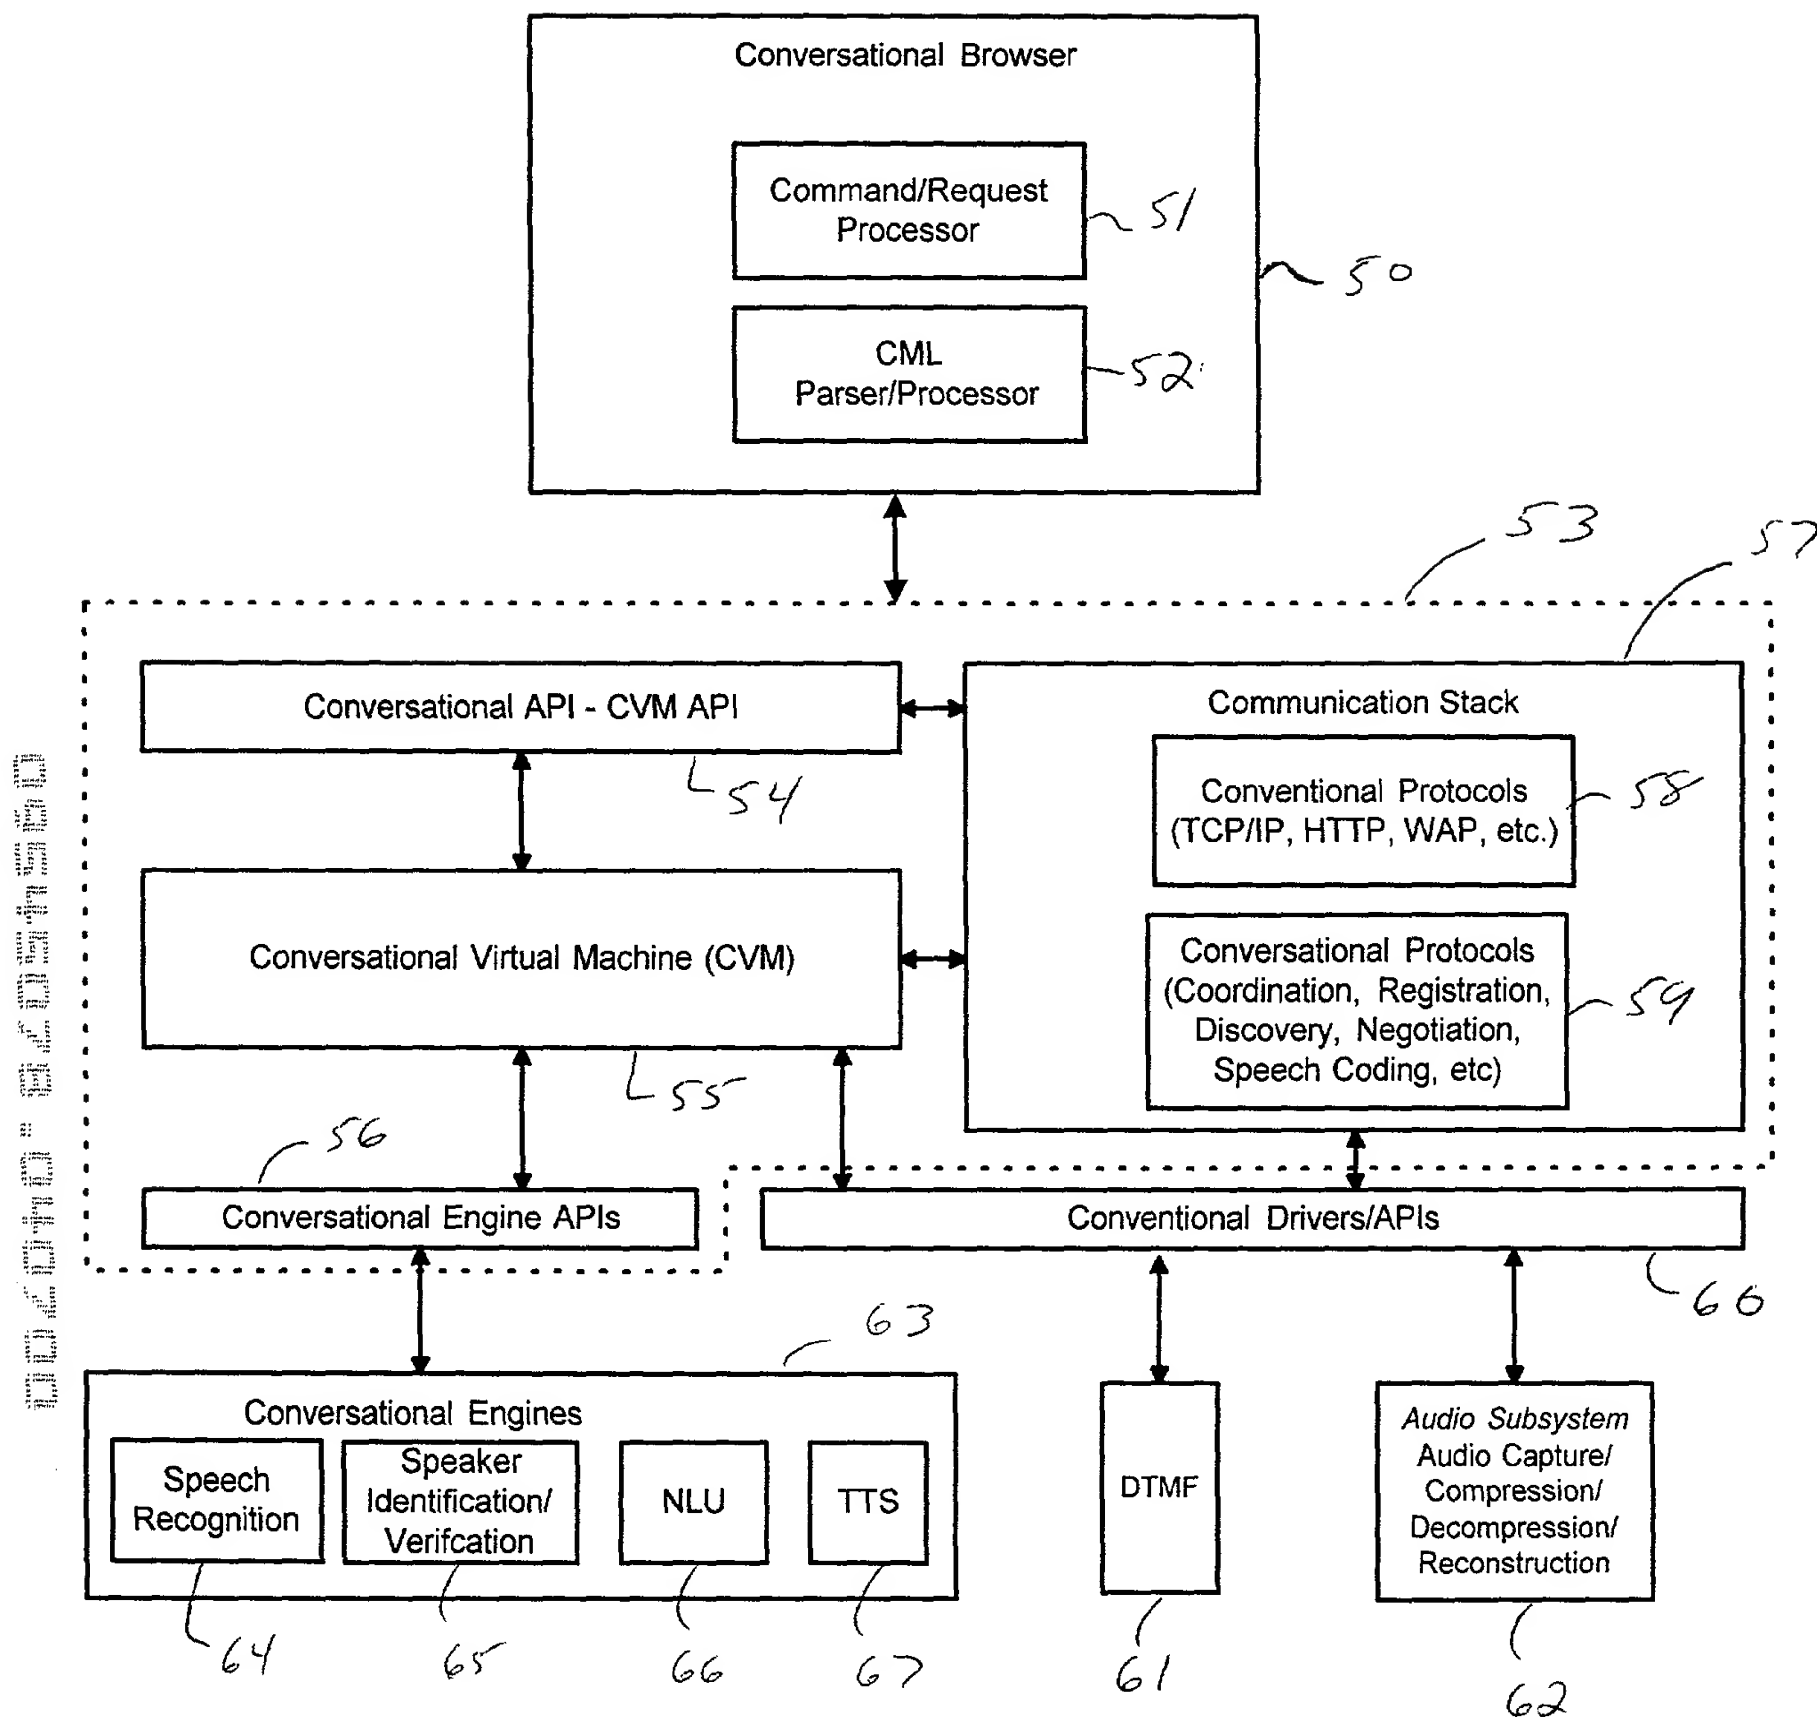 Conversational Browser
Command/Request
Processor
51
50
CML
Parser/Processor
52
53
57
Conversational API - CVM API
54
Communication Stack
Conventional Protocols
(TCP/IP, HTTP, WAP, etc.)
58
Conversational Virtual Machine (CVM)
55
Conversational Protocols
(Coordination, Registration,
Discovery, Negotiation,
Speech Coding, etc)
59
56
Conversational Engine APIs
Conventional Drivers/APIs
60
63
Conversational Engines
Speech
Recognition
Speaker
Identification/
Verifcation
NLU
TTS
DTMF
Audio Subsystem
Audio Capture/
Compression/
Decompression/
Reconstruction
64
65
66
67
61
62